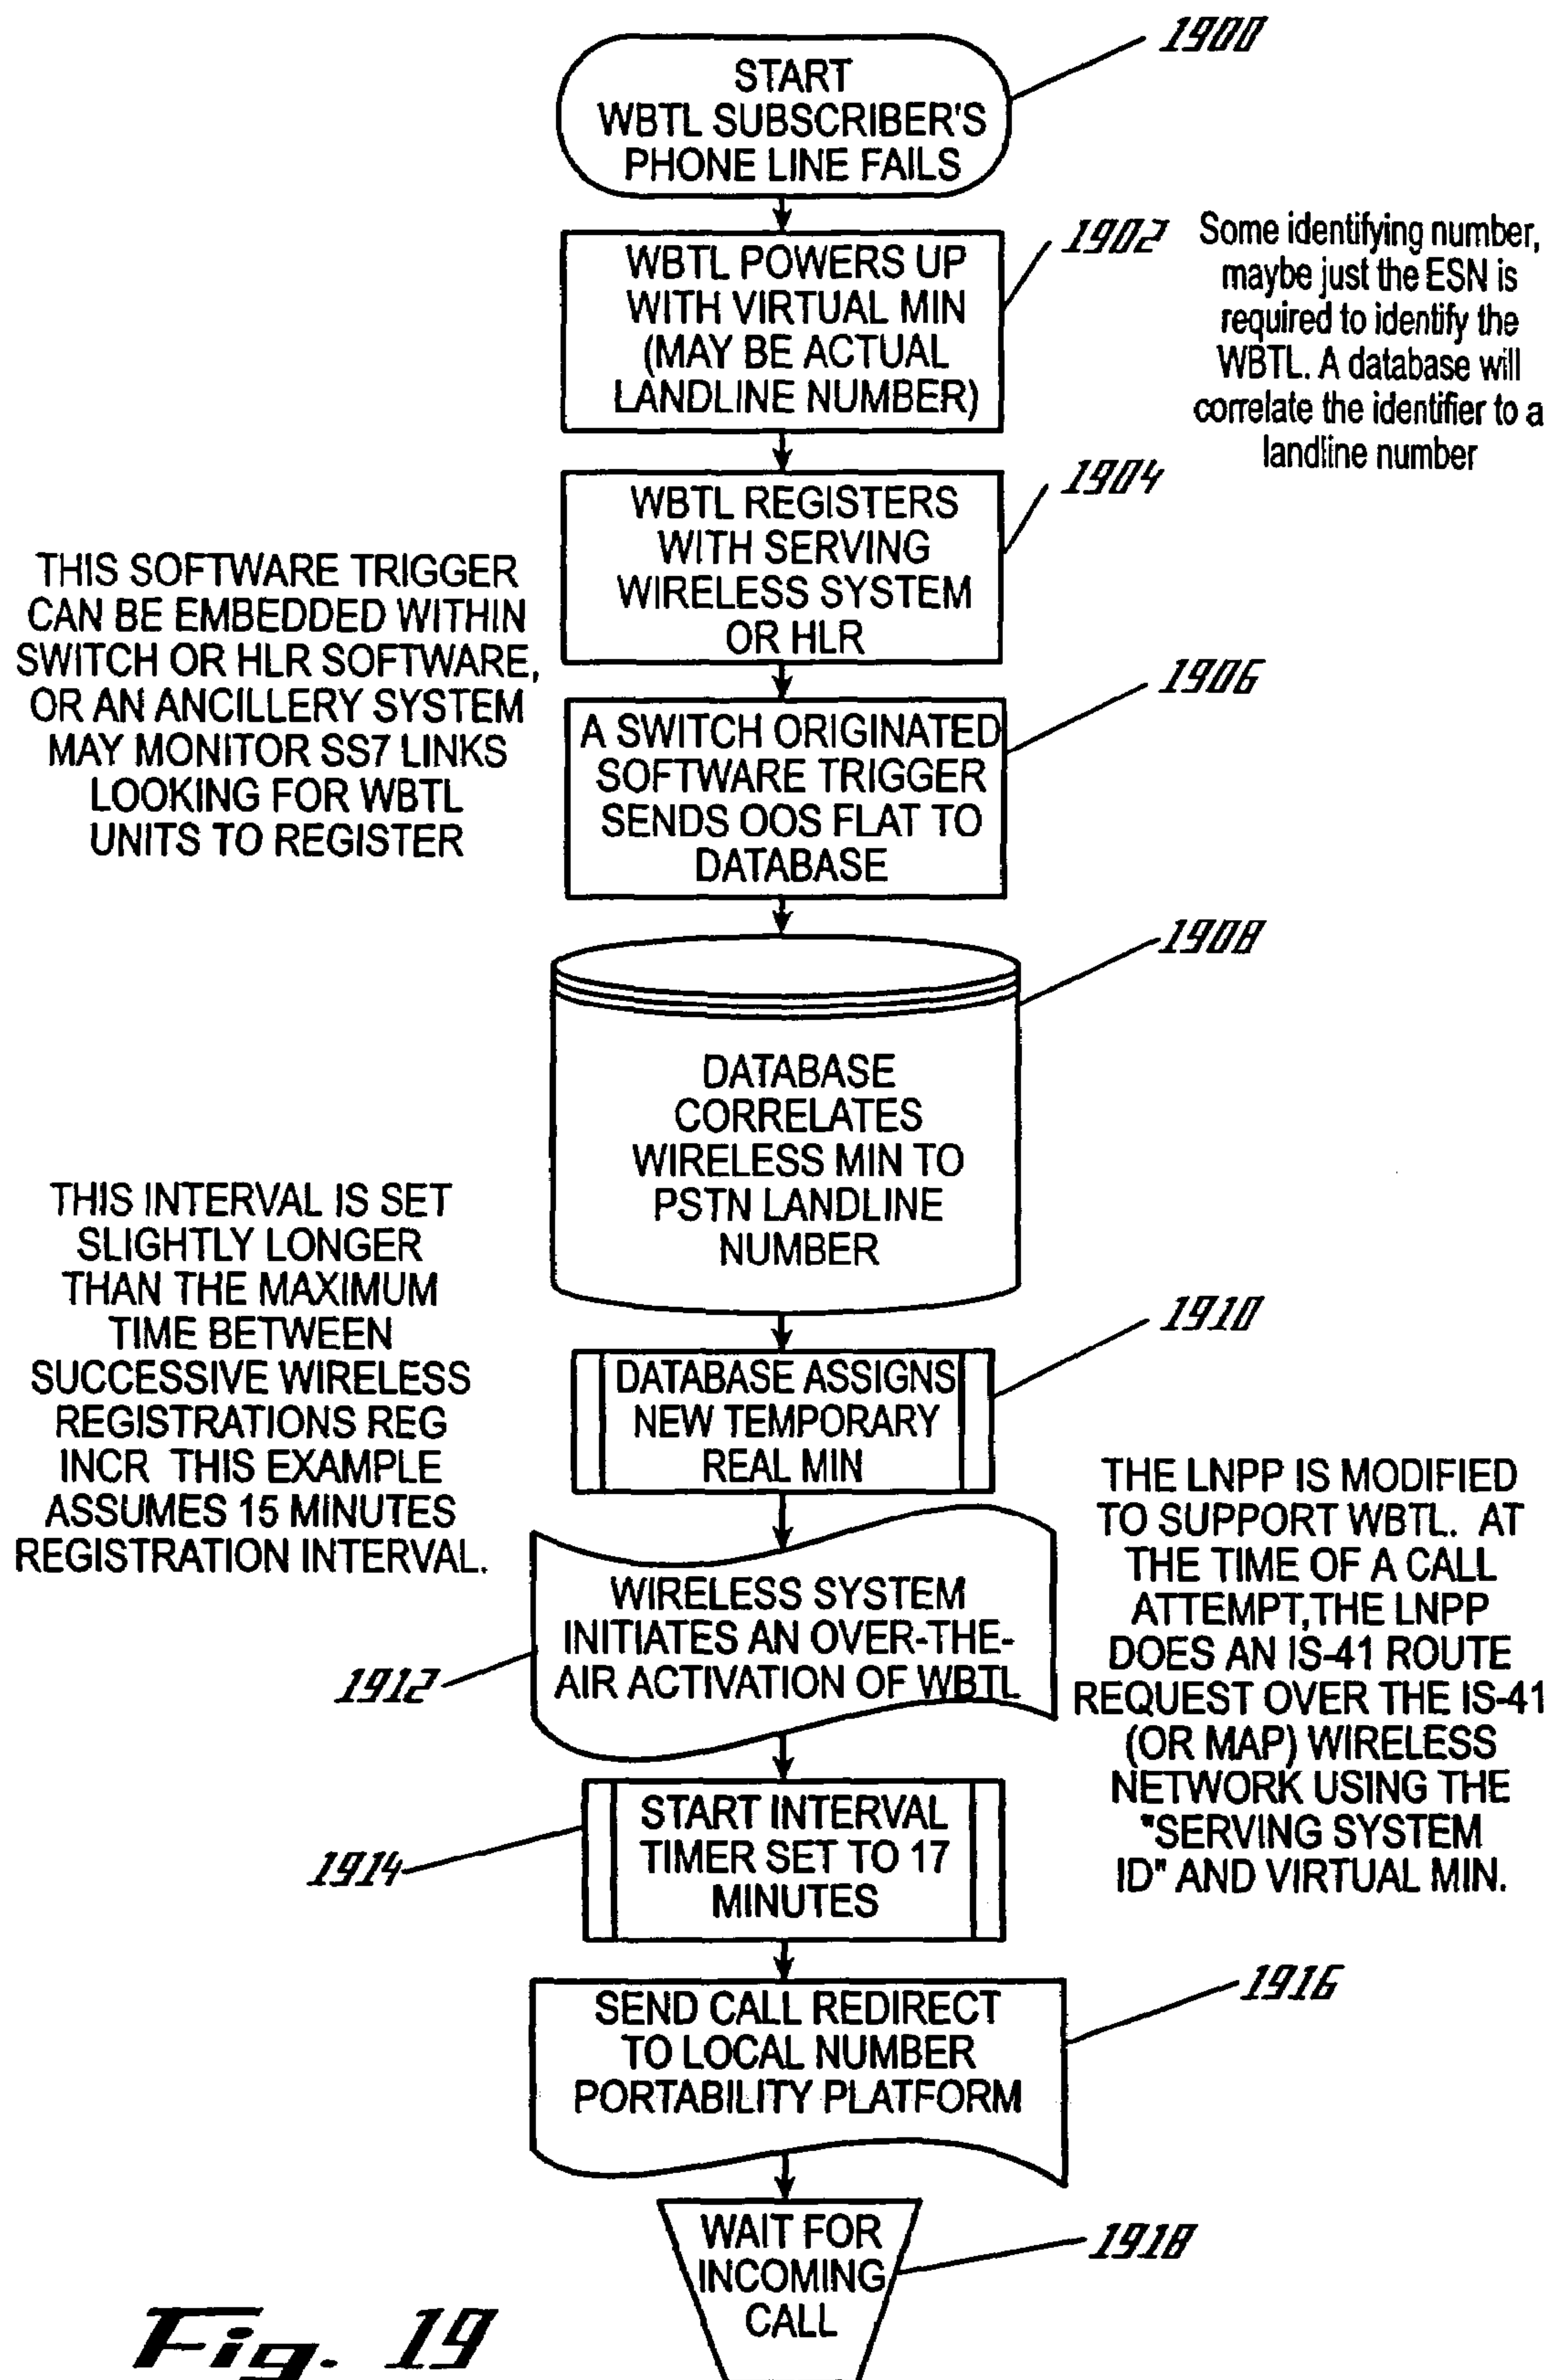 1900
START
WBTL SUBSCRIBER'S
PHONE LINE FAILS
1902
WBTL POWERS UP
WITH VIRTUAL MIN
(MAY BE ACTUAL
LANDLINE NUMBER)
Some identifying number,
maybe just the ESN is
required to identify the
WBTL. A database will
correlate the identifier to a
landline number
1904
WBTL REGISTERS
WITH SERVING
WIRELESS SYSTEM
OR HLR
THIS SOFTWARE TRIGGER
CAN BE EMBEDDED WITHIN
SWITCH OR HLR SOFTWARE,
OR AN ANCILLERY SYSTEM
MAY MONITOR SS7 LINKS
LOOKING FOR WBTL
UNITS TO REGISTER
1906
A SWITCH ORIGINATED
SOFTWARE TRIGGER
SENDS OOS FLAT TO
DATABASE
1908
DATABASE
CORRELATES
WIRELESS MIN TO
PSTN LANDLINE
NUMBER
THIS INTERVAL IS SET
SLIGHTLY LONGER
THAN THE MAXIMUM
TIME BETWEEN
SUCCESSIVE WIRELESS
REGISTRATIONS REG
INCR THIS EXAMPLE
ASSUMES 15 MINUTES
REGISTRATION INTERVAL.
1910
DATABASE ASSIGNS
NEW TEMPORARY
REAL MIN
WIRELESS SYSTEM
INITIATES AN OVER-THE-
AIR ACTIVATION OF WBTL
1912
THE LNPP IS MODIFIED
TO SUPPORT WBTL. AT
THE TIME OF A CALL
ATTEMPT,THE LNPP
DOES AN IS-41 ROUTE
REQUEST OVER THE IS-41
(OR MAP) WIRELESS
NETWORK USING THE
"SERVING SYSTEM
ID" AND VIRTUAL MIN.
START INTERVAL
TIMER SET TO 17
MINUTES
1914
1916
SEND CALL REDIRECT
TO LOCAL NUMBER
PORTABILITY PLATFORM
WAIT FOR
INCOMING
CALL
1918
Fig. 19